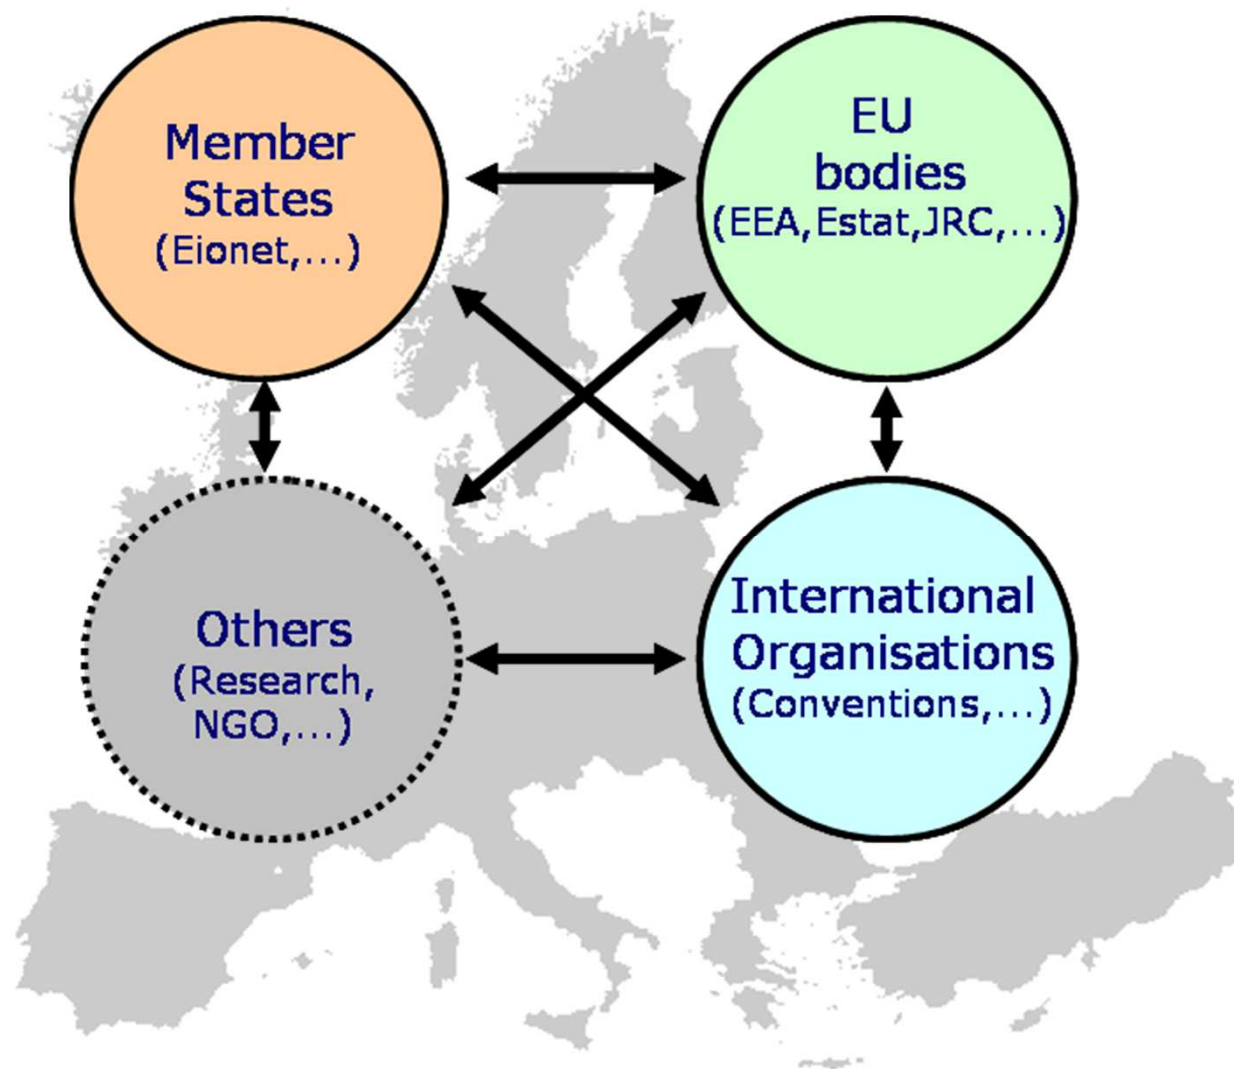 Member
States
(Eionet,...)
EU
bodies
(EEA,Estat,JRC,...)
Others
(Research,
NGO,...)
International
Organisations
(Conventions,...)